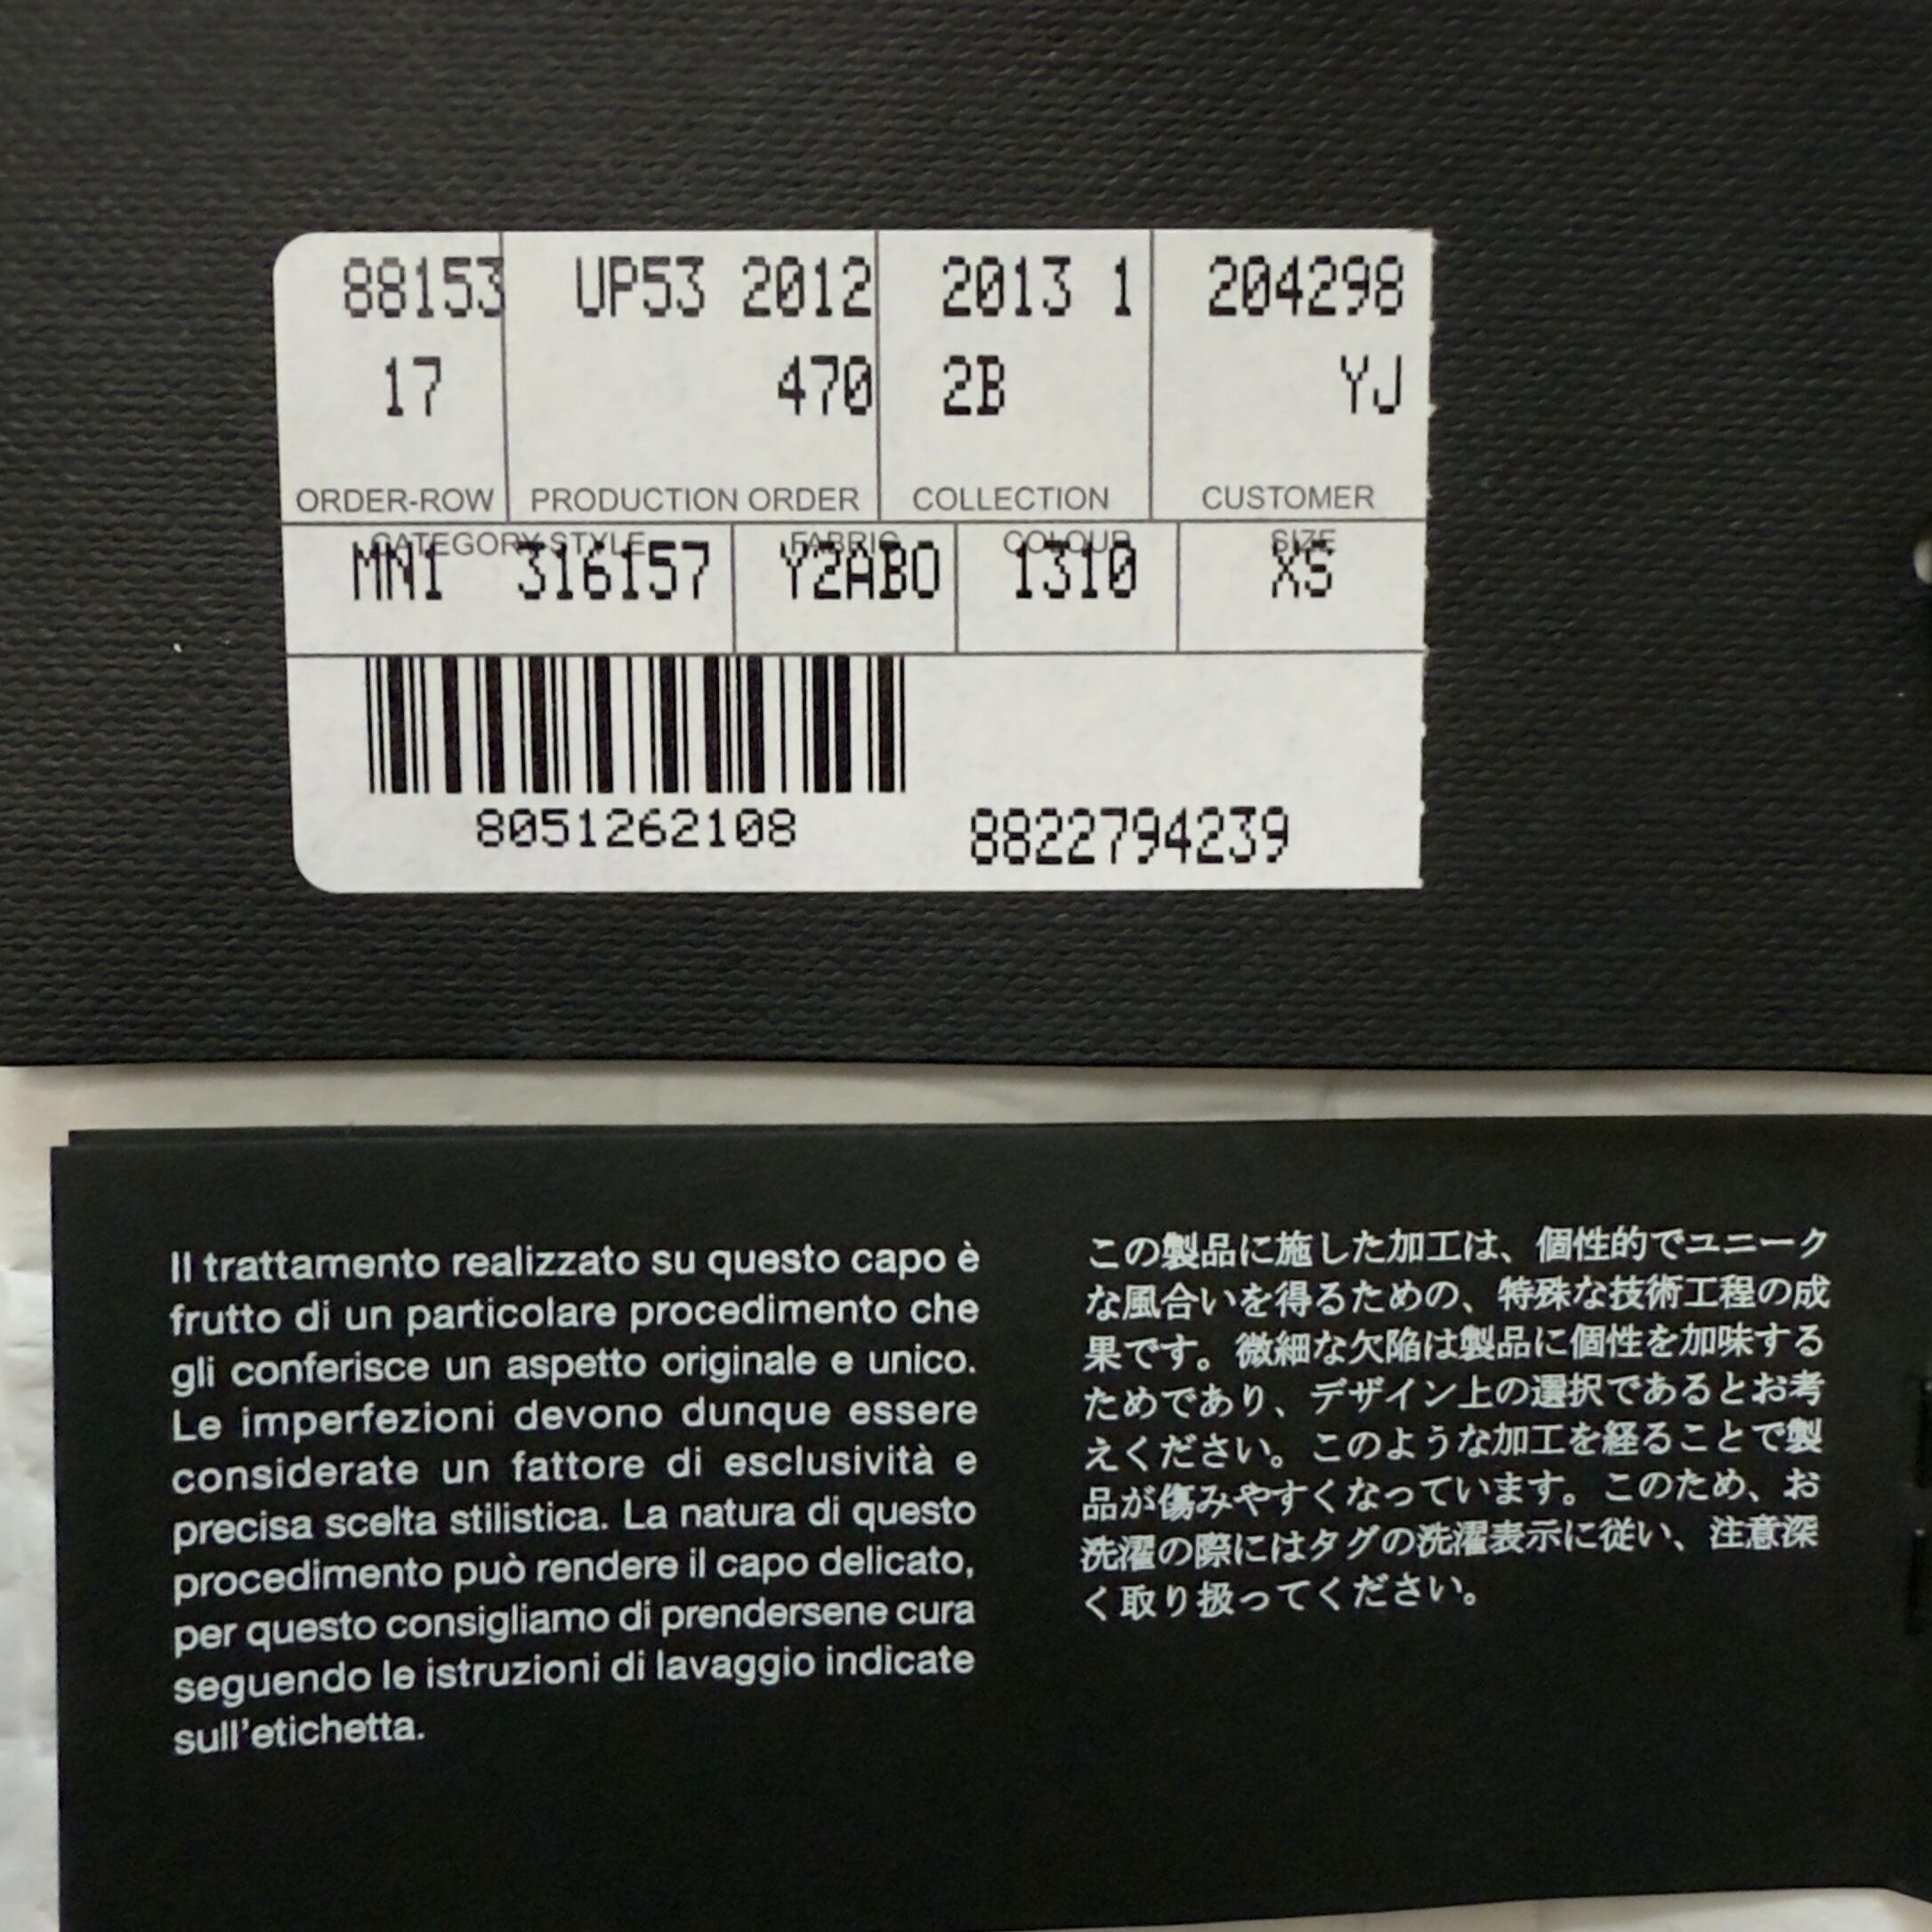 88153 UP53 2012 2013 1 204298
17 470 2B YJ
ORDER-ROW PRODUCTION ORDER COLLECTION CUSTOMER
CATEGORY-STYLE FABRIC COLOUR SIZE
MN1 316157 Y2ABO 1310 XS
8051262108 8822794239
Il trattamento realizzato su questo capo è
frutto di un particolare procedimento che
gli conferisce un aspetto originale e unico.
Le imperfezioni devono dunque essere
considerate un fattore di esclusività e
precisa scelta stilistica. La natura di questo
procedimento può rendere il capo delicato,
per questo consigliamo di prendersene cura
seguendo le istruzioni di lavaggio indicate
sull'etichetta.
この製品に施した加工は、個性的でユニーク
な風合いを得るための、特殊な技術工程の成
果です。微細な欠陥は製品に個性を加味する
ためであり、デザイン上の選択であるとお考
えください。このような加工を経ることで製
品が傷みやすくなっています。このため、お
洗濯の際にはタグの洗濯表示に従い、注意深
く取り扱ってください。